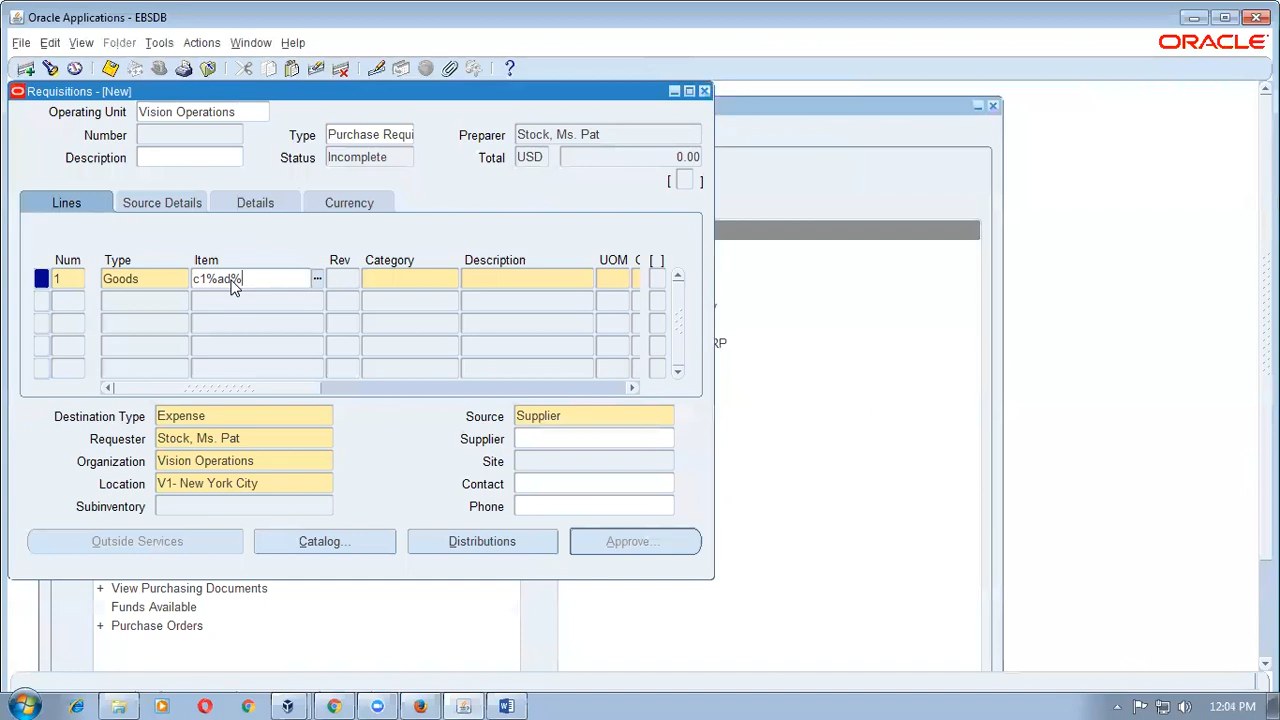 Oracle Applications - EBSDB
File Edit View Folder Tools Actions Window Help
ORACLE
Requisitions - [New]
Operating Unit Vision Operations
Number Type Purchase Requi Preparer Stock, Ms. Pat
Description Status Incomplete Total USD 0.00
[ ]
Lines Source Details Details Currency
Num Type Item Rev Category Description UOM [ ]
1 Goods c1%ad%
Destination Type Expense Source Supplier
Requester Stock, Ms. Pat Supplier
Organization Vision Operations Site
Location V1- New York City Contact
Subinventory Phone
Outside Services Catalog... Distributions Approve...
RP
+ View Purchasing Documents
Funds Available
+ Purchase Orders
12:04 PM